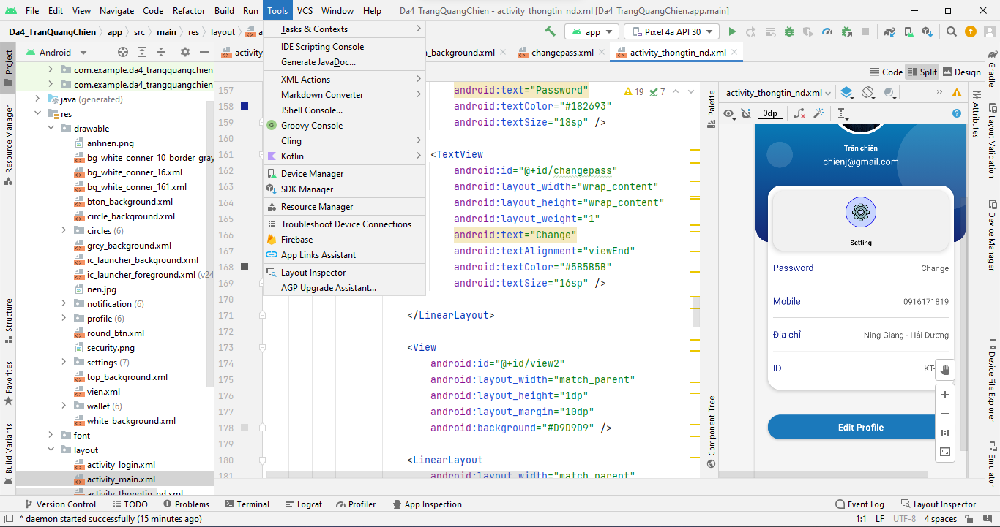 File Edit View Navigate Code Refactor Build Run Tools VCS Window Help Da4_TrangQuangChien - activity_thongtin_nd.xml [Da4_TrangQuangChien.app.main]
Da4_TranQuangChien app src main res layout a app Pixel 4a API 30
Android activity _background.xml changepass.xml activity_thongtin_nd.xml
Code Split Design
Tasks & Contexts
IDE Scripting Console
Generate JavaDoc...
XML Actions
Markdown Converter
JShell Console...
Groovy Console
Cling
Kotlin
Device Manager
SDK Manager
Resource Manager
Troubleshoot Device Connections
Firebase
App Links Assistant
Layout Inspector
AGP Upgrade Assistant...
Project
Resource Manager
Structure
Favorites
Build Variants
com.example.da4_trangquangchien
com.example.da4_trangquangchien
java (generated)
res
drawable
anhnen.png
bg_white_conner_10_border_gray
bg_white_conner_16.xml
bg_white_conner_161.xml
bton_background.xml
circle_background.xml
circles (6)
grey_background.xml
ic_launcher_background.xml
ic_launcher_foreground.xml (v24
nen.jpg
notification (6)
profile (6)
round_btn.xml
security.png
settings (7)
top_background.xml
vien.xml
wallet (6)
white_background.xml
font
layout
activity_login.xml
activity_main.xml
activity_thongtin_nd.xml
19 7
157 android:text="Password"
158 android:textColor="#182693"
159 android:textSize="18sp" />
160
161 <TextView
162 android:id="@+id/changepass"
163 android:layout_width="wrap_content"
164 android:layout_height="wrap_content"
165 android:layout_weight="1"
166 android:text="Change"
167 android:textAlignment="viewEnd"
168 android:textColor="#5B5B5B"
169 android:textSize="16sp" />
170
171 </LinearLayout>
172
173 <View
174 android:id="@+id/view2"
175 android:layout_width="match_parent"
176 android:layout_height="1dp"
177 android:layout_margin="10dp"
178 android:background="#D9D9D9" />
179
180 <LinearLayout
181 android:layout_width="match_parent"
Palette
Component Tree
activity_thongtin_nd.xml
0dp
Trần chiến
chienj@gmail.com
Setting
Password Change
Mobile 0916171819
Địa chỉ Ning Giang - Hải Dương
ID KT-
Edit Profile
1:1
Attributes
Gradle
Layout Validation
Device Manager
Device File Explorer
Emulator
Version Control TODO Problems Terminal Logcat Profiler App Inspection Event Log Layout Inspector
* daemon started successfully (15 minutes ago) 1:1 LF UTF-8 4 spaces